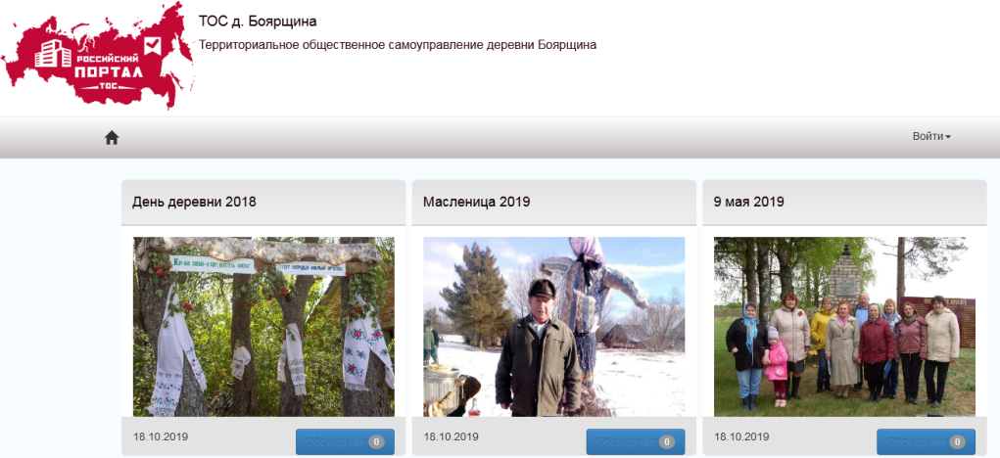 ТОС д. Боярщина
Территориальное общественное самоуправление деревни Боярщина
РОССИЙСКИЙ
ПОРТАЛ
ТОС
Войти
День деревни 2018
Масленица 2019
9 мая 2019
18.10.2019
Обсуждение 0
18.10.2019
Обсуждение 0
18.10.2019
Обсуждение 0